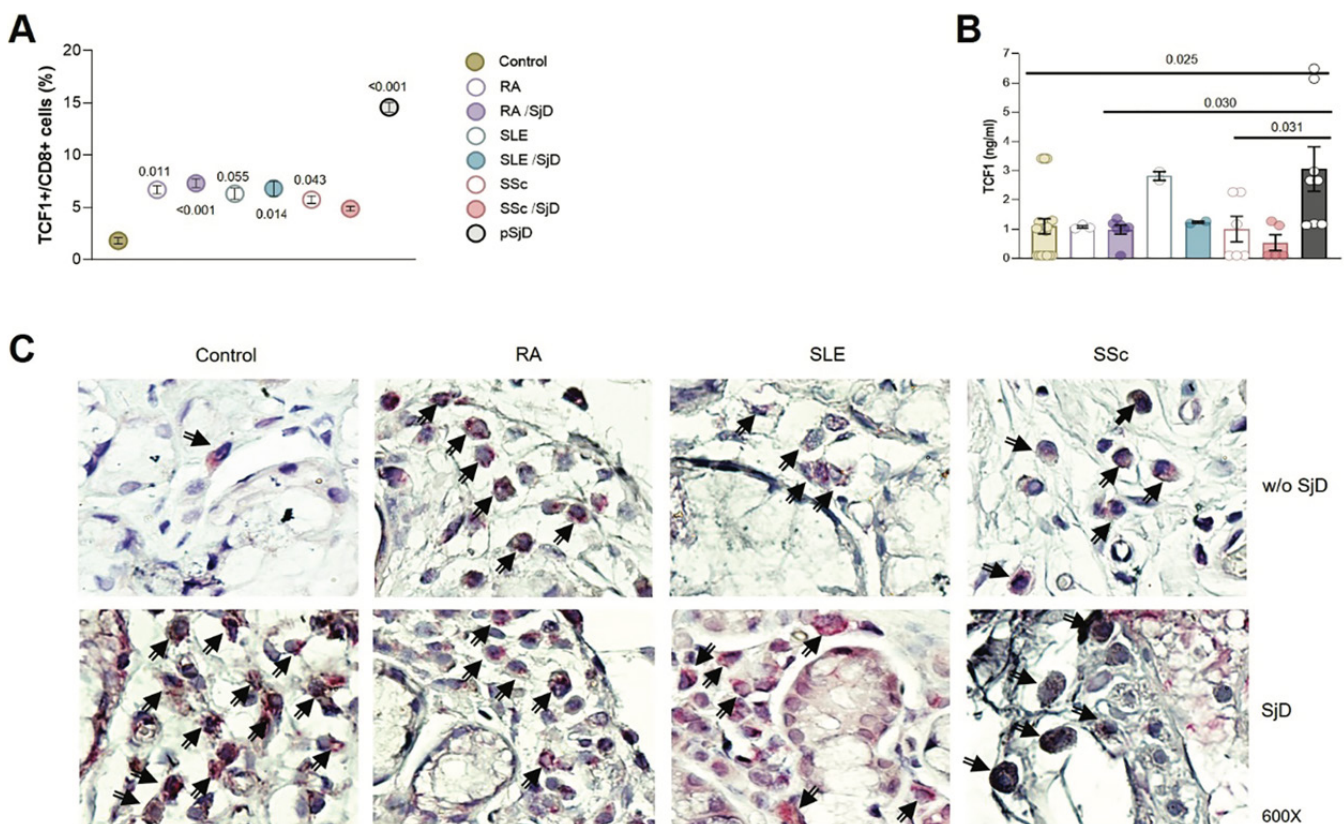 A
TCF1+/CD8+ cells (%)
20
15
10
5
0
0.011
<0.001
0.055
0.014
0.043
<0.001
Control
RA
RA /SjD
SLE
SLE /SjD
SSc
SSc /SjD
pSjD
B
TCF1 (ng/ml)
7
6
5
4
3
2
1
0
0.025
0.030
0.031
C
Control
RA
SLE
SSc
w/o SjD
SjD
600X